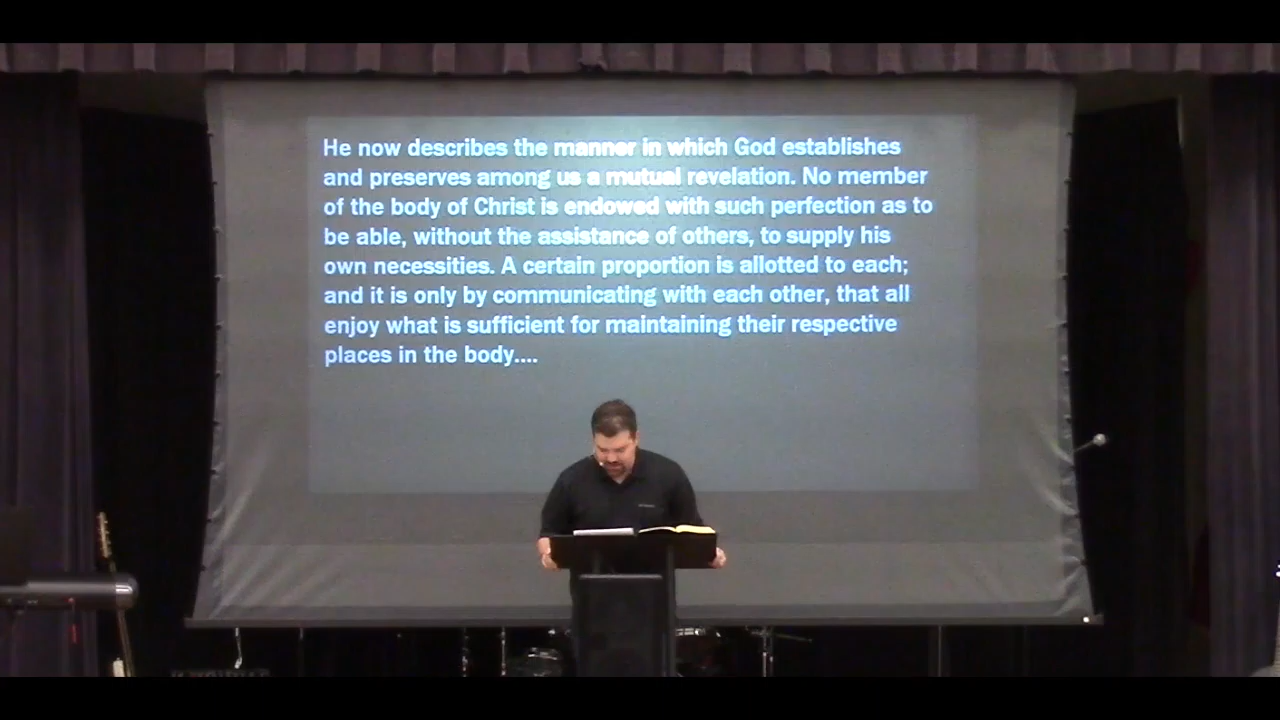 He now describes the manner in which God establishes
and preserves among us a mutual revelation. No member
of the body of Christ is endowed with such perfection as to
be able, without the assistance of others, to supply his
own necessities. A certain proportion is allotted to each;
and it is only by communicating with each other, that all
enjoy what is sufficient for maintaining their respective
places in the body....